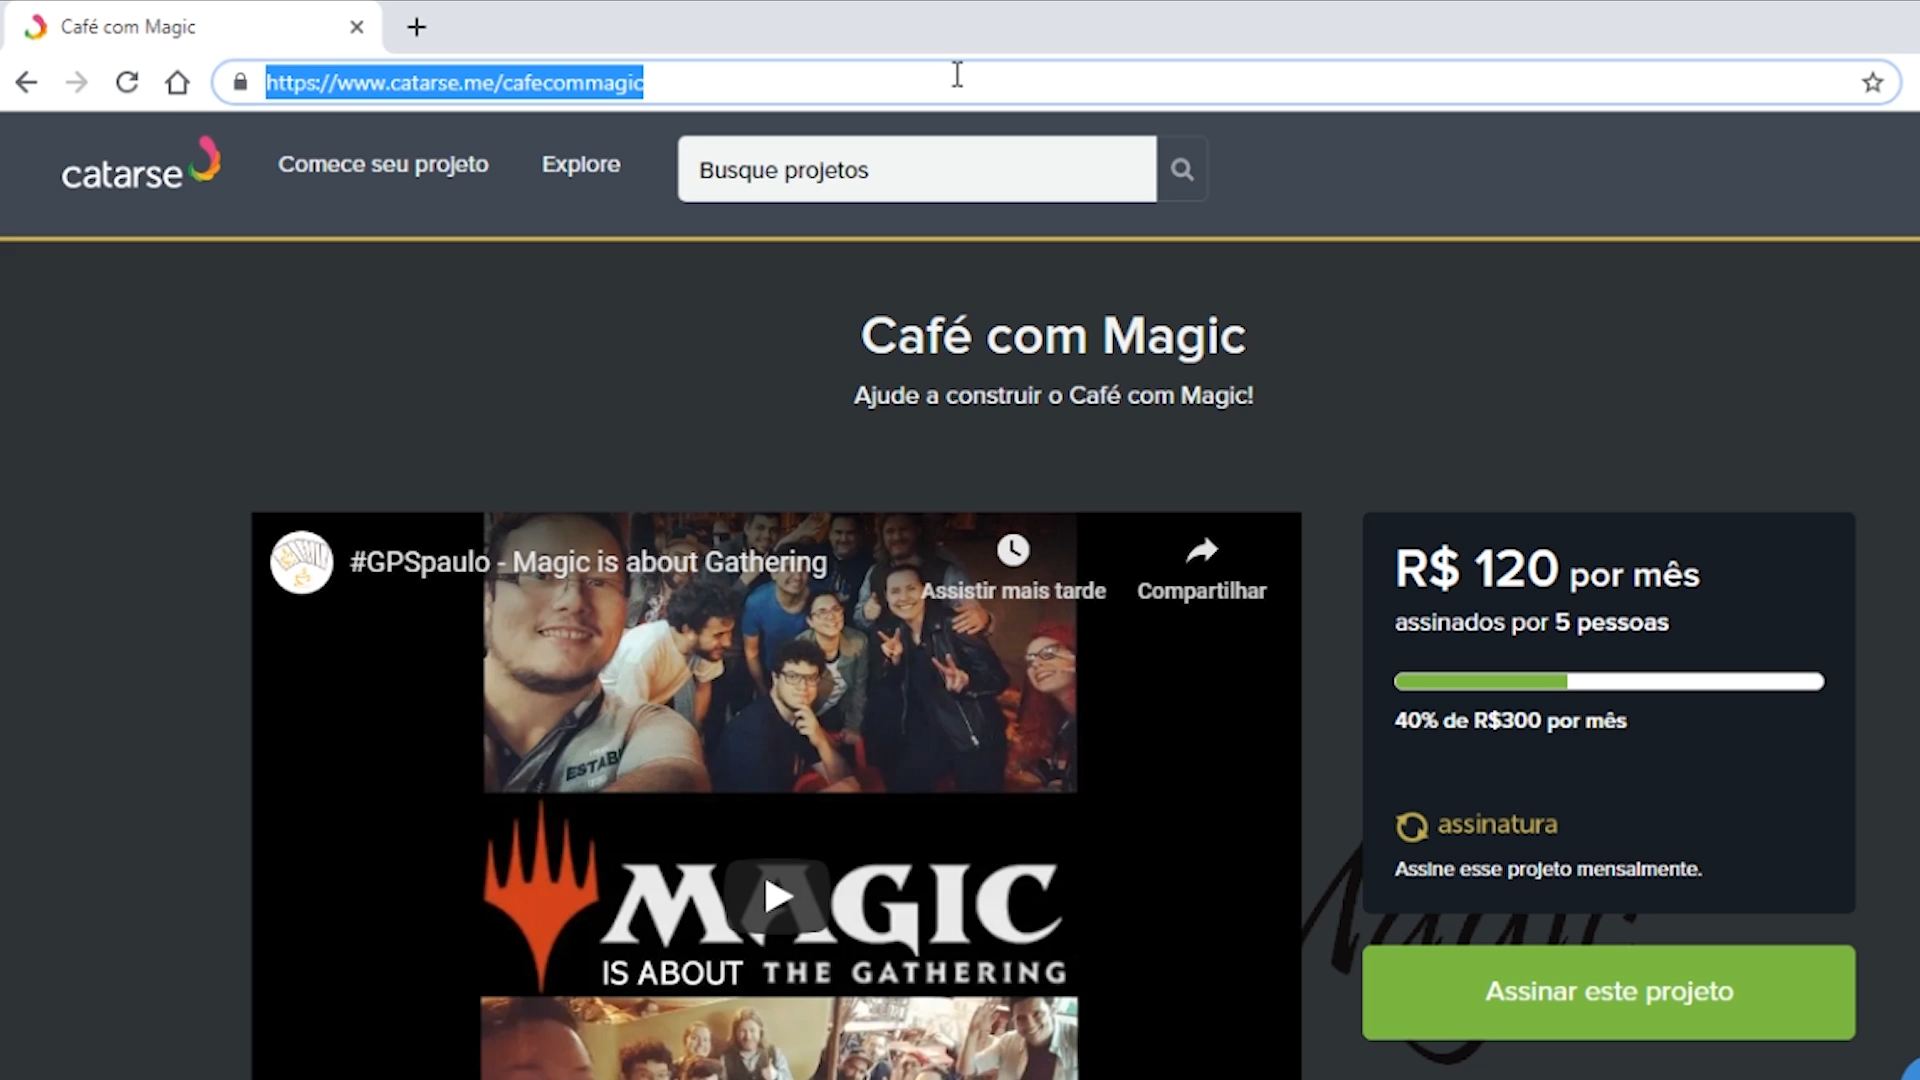 Café com Magic
https://www.catarse.me/cafecommagic
catarse
Comece seu projeto
Explore
Busque projetos
Café com Magic
Ajude a construir o Café com Magic!
#GPSpaulo - Magic is about Gathering
Assistir mais tarde
Compartilhar
ESTAB
MAGIC
IS ABOUT THE GATHERING
R$ 120 por mês
assinados por 5 pessoas
40% de R$300 por mês
assinatura
Assine esse projeto mensalmente.
Magic
Assinar este projeto